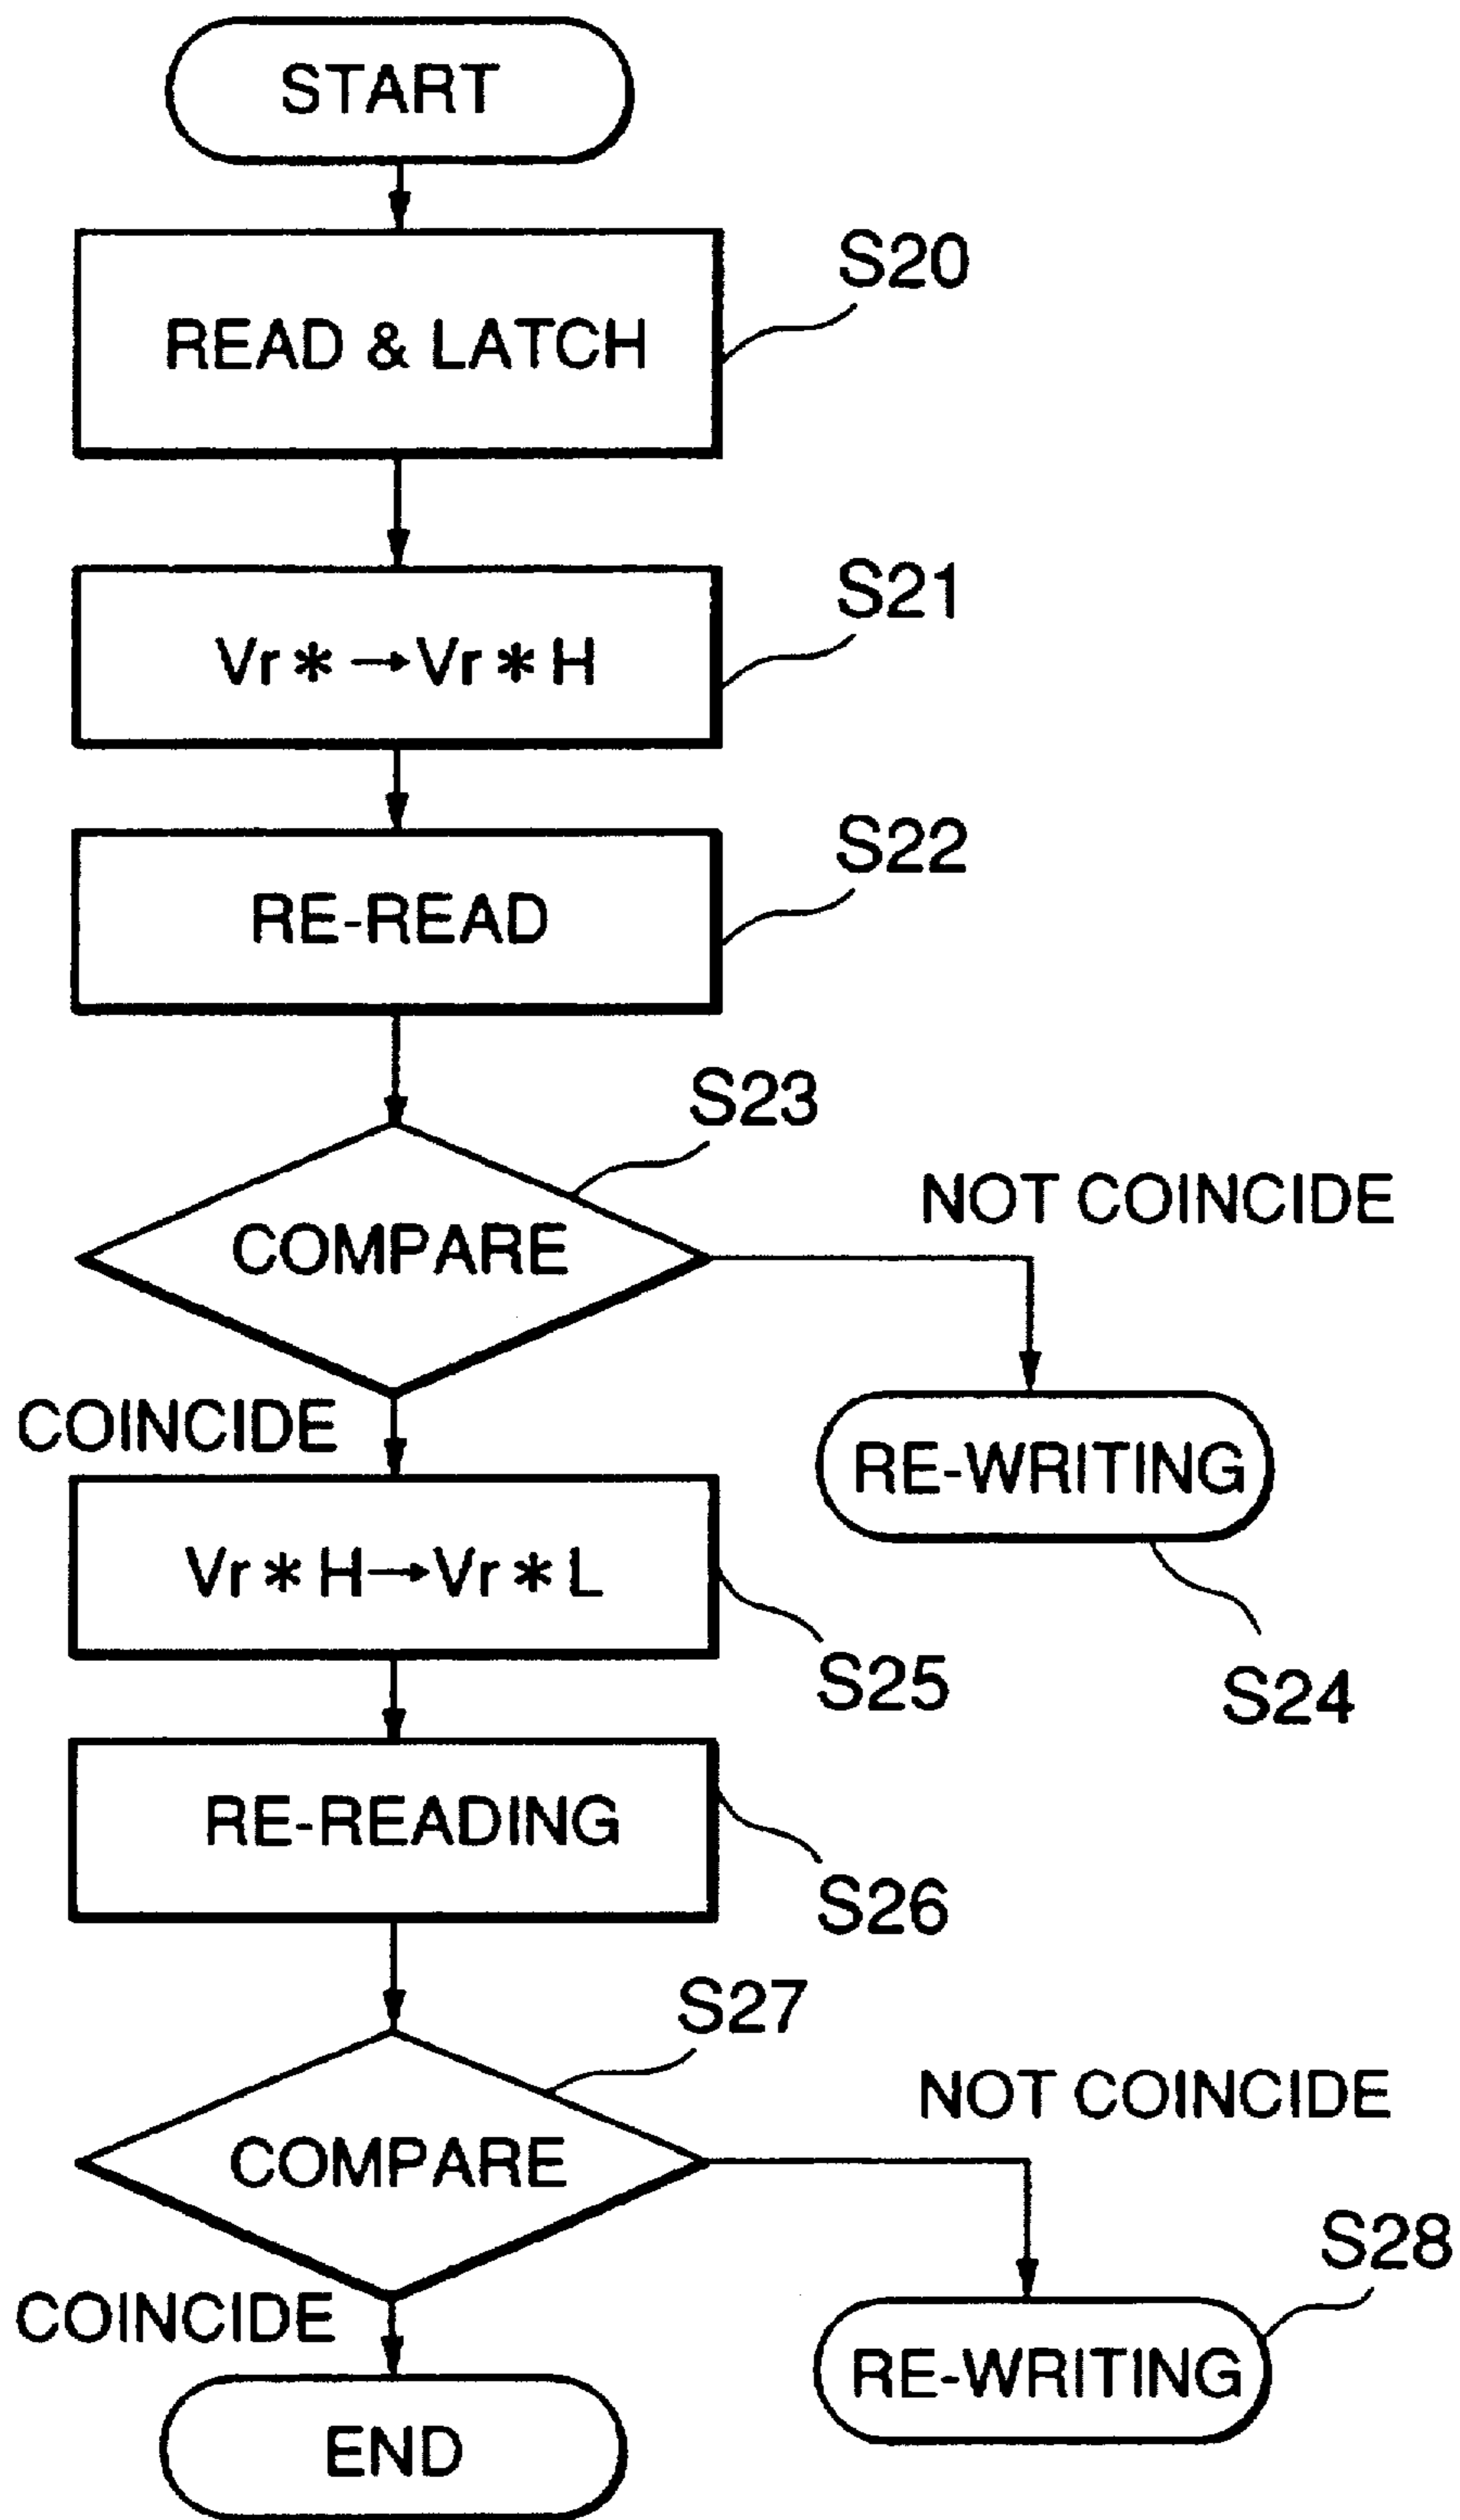 START
S20
READ & LATCH
S21
Vr*→Vr*H
S22
RE-READ
S23
NOT COINCIDE
COMPARE
COINCIDE
RE-WRITING
Vr*H→Vr*L
S25
S24
RE-READING
S26
S27
NOT COINCIDE
COMPARE
S28
COINCIDE
RE-WRITING
END